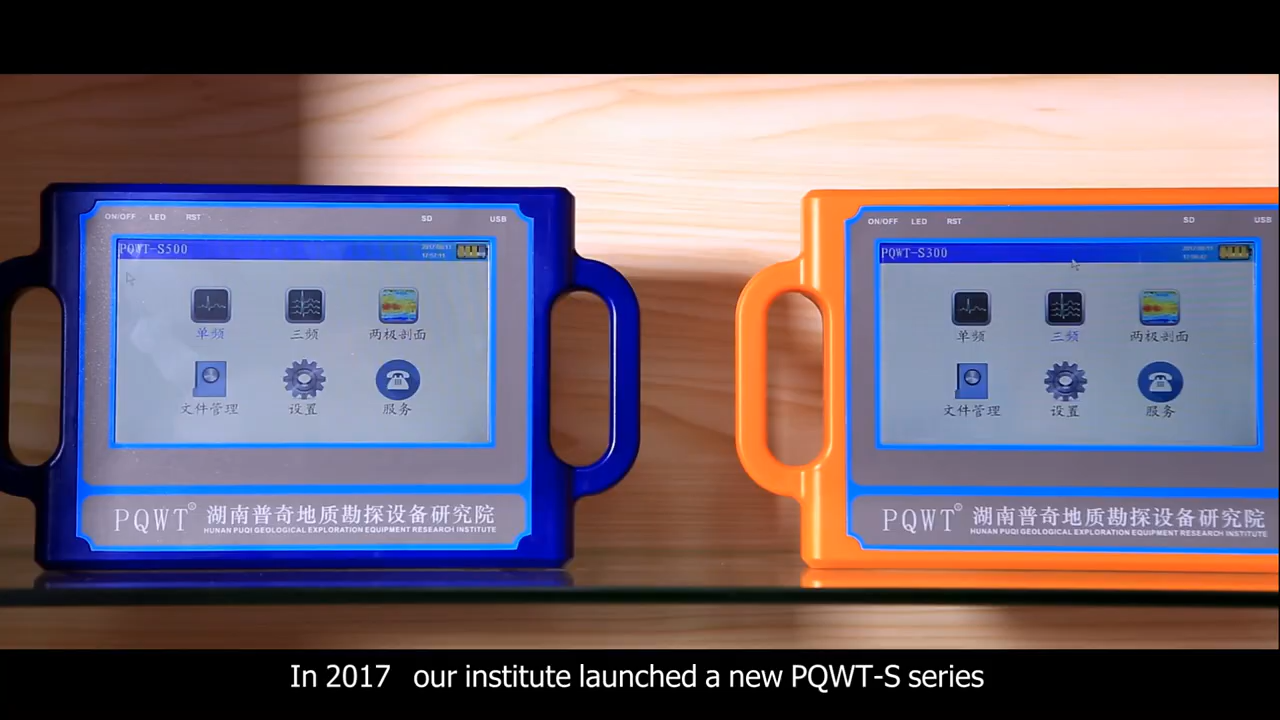 ON/OFF LED RST SD USB
PQWT-S500
单频 三频 两极剖面
文件管理 设置 服务
PQWT® 湖南普奇地质勘探设备研究院
HUNAN PUQI GEOLOGICAL EXPLORATION EQUIPMENT RESEARCH INSTITUTE
ON/OFF LED RST SD USB
PQWT-S300
单频 三频 两极剖面
文件管理 设置 服务
PQWT® 湖南普奇地质勘探设备研究院
HUNAN PUQI GEOLOGICAL EXPLORATION EQUIPMENT RESEARCH INSTITUTE
In 2017 our institute launched a new PQWT-S series